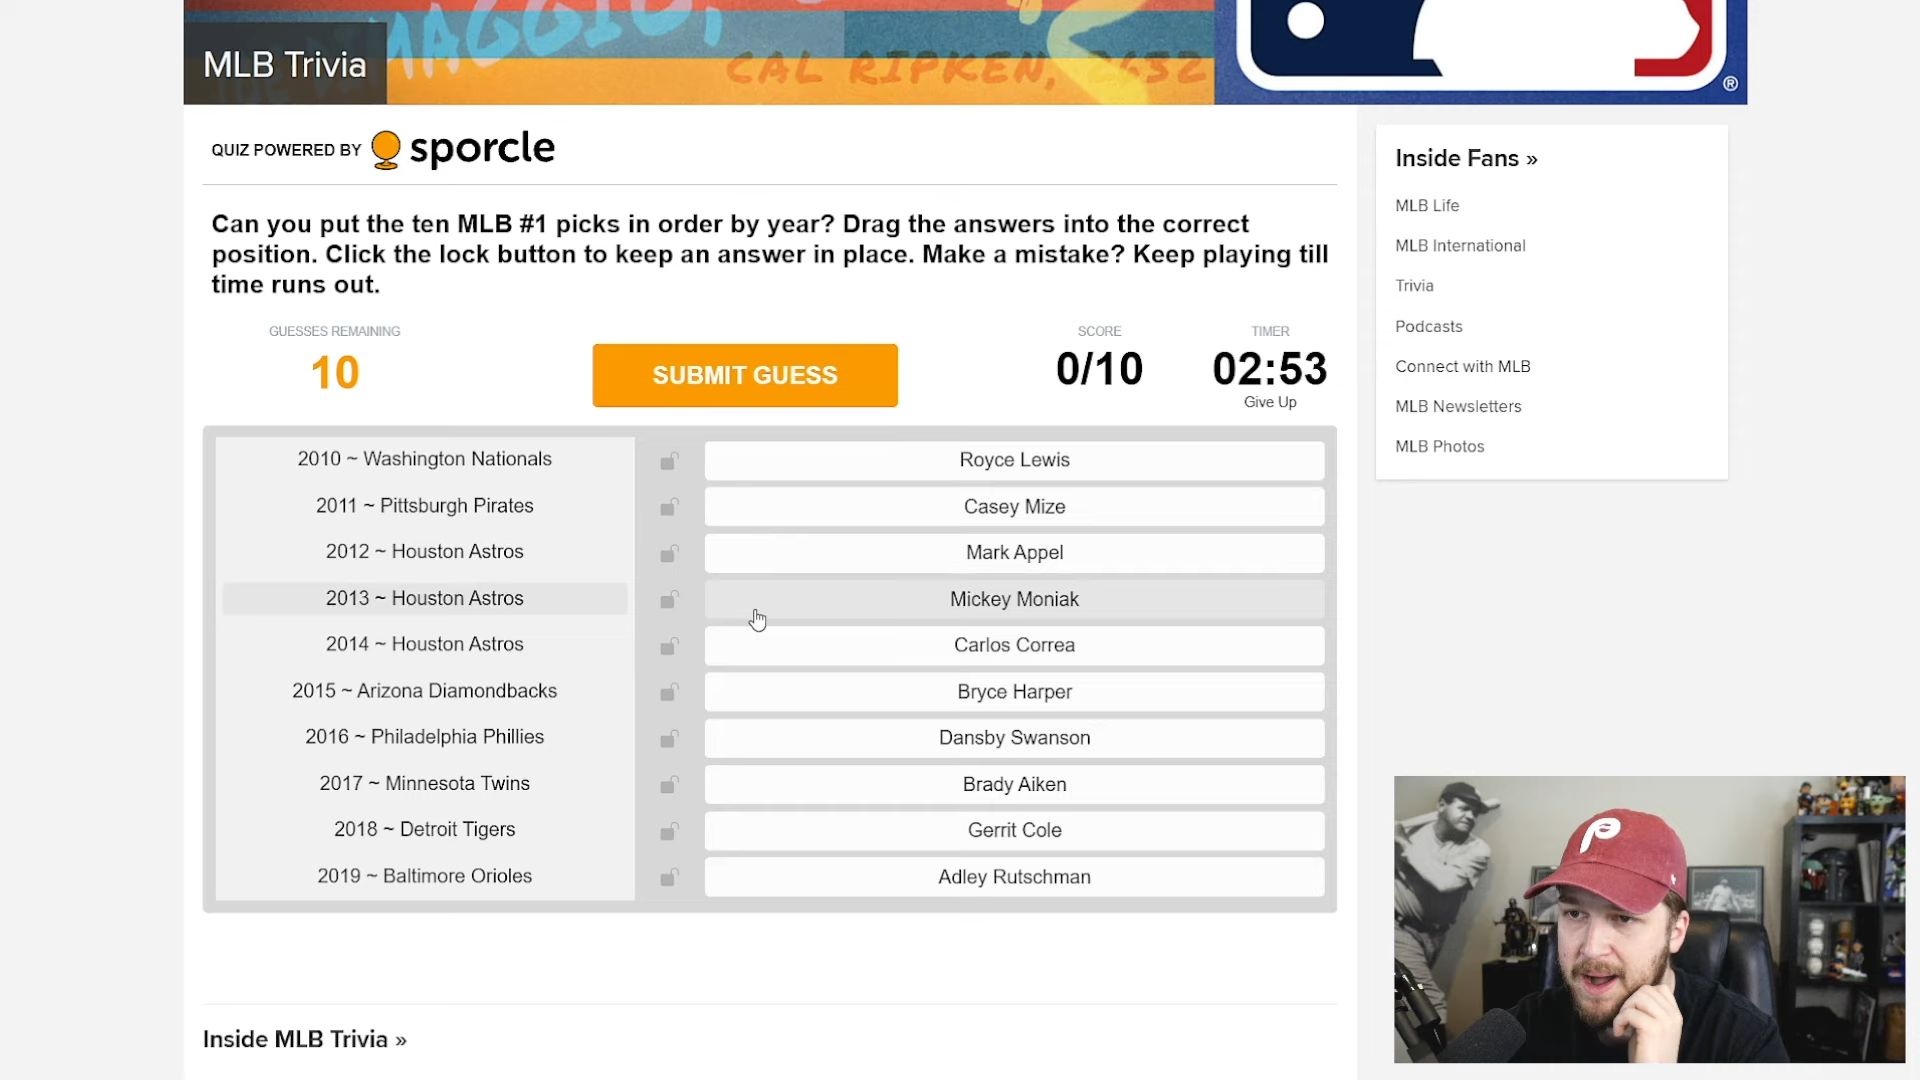 MAGGIO,
CAL RIPKEN, 2632
MLB Trivia
®
QUIZ POWERED BY sporcle
Can you put the ten MLB #1 picks in order by year? Drag the answers into the correct
position. Click the lock button to keep an answer in place. Make a mistake? Keep playing till
time runs out.
GUESSES REMAINING
10
SUBMIT GUESS
SCORE
0/10
TIMER
02:53
Give Up
2010 ~ Washington Nationals Royce Lewis
2011 ~ Pittsburgh Pirates Casey Mize
2012 ~ Houston Astros Mark Appel
2013 ~ Houston Astros Mickey Moniak
2014 ~ Houston Astros Carlos Correa
2015 ~ Arizona Diamondbacks Bryce Harper
2016 ~ Philadelphia Phillies Dansby Swanson
2017 ~ Minnesota Twins Brady Aiken
2018 ~ Detroit Tigers Gerrit Cole
2019 ~ Baltimore Orioles Adley Rutschman
Inside MLB Trivia »
Inside Fans »
MLB Life
MLB International
Trivia
Podcasts
Connect with MLB
MLB Newsletters
MLB Photos
P